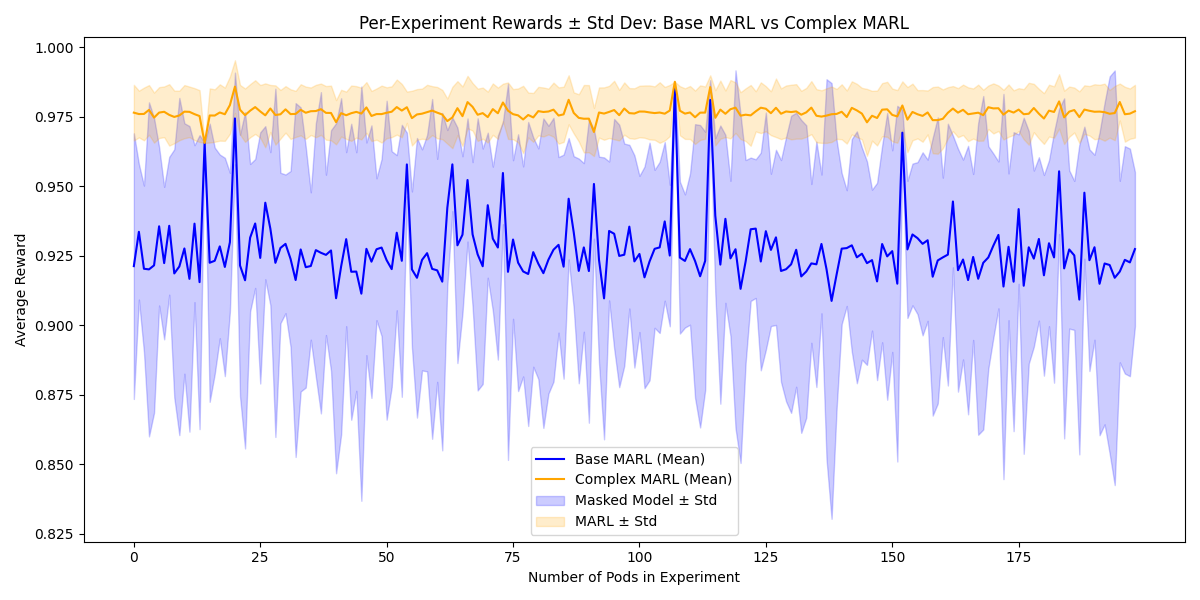 Per-Experiment Rewards ± Std Dev: Base MARL vs Complex MARL
1.000
0.975
0.950
0.925
0.900
0.875
0.850
0.825
Average Reward
Base MARL (Mean)
Complex MARL (Mean)
Masked Model ± Std
MARL ± Std
0 25 50 75 100 125 150 175
Number of Pods in Experiment